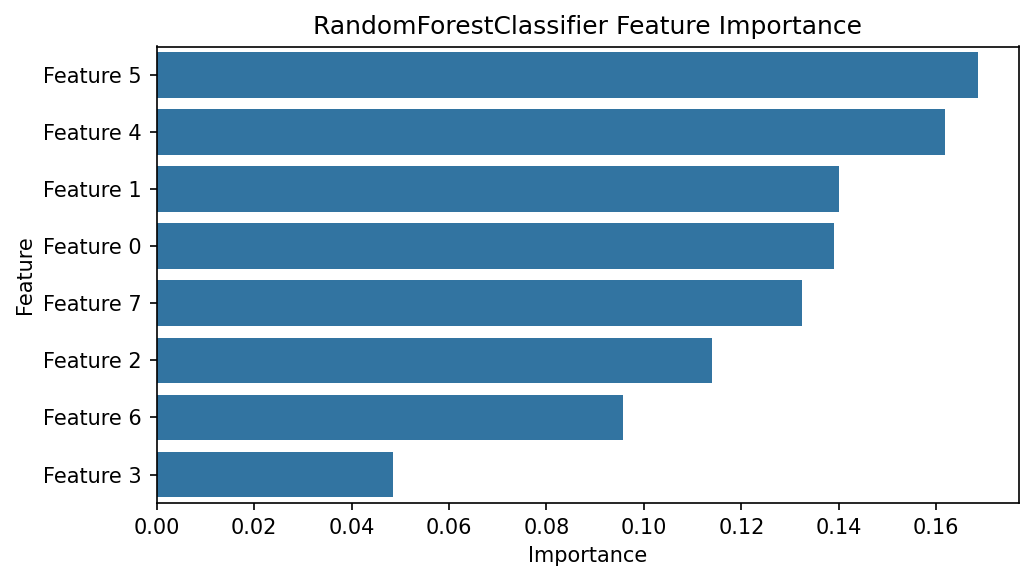 RandomForestClassifier Feature Importance
Feature
Feature 5
Feature 4
Feature 1
Feature 0
Feature 7
Feature 2
Feature 6
Feature 3
0.00 0.02 0.04 0.06 0.08 0.10 0.12 0.14 0.16
Importance